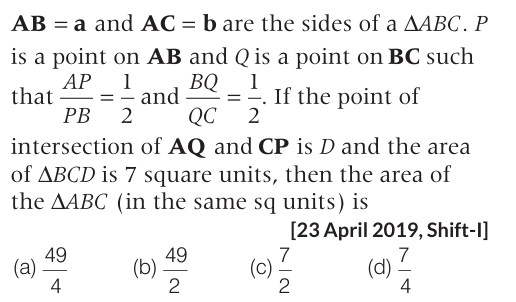 AB = a and AC = b are the sides of a ΔABC. P
is a point on AB and Q is a point on BC such
that AP/PB = 1/2 and BQ/QC = 1/2. If the point of
intersection of AQ and CP is D and the area
of ΔBCD is 7 square units, then the area of
the ΔABC (in the same sq units) is
[23 April 2019, Shift-I]
(a) 49/4 (b) 49/2 (c) 7/2 (d) 7/4